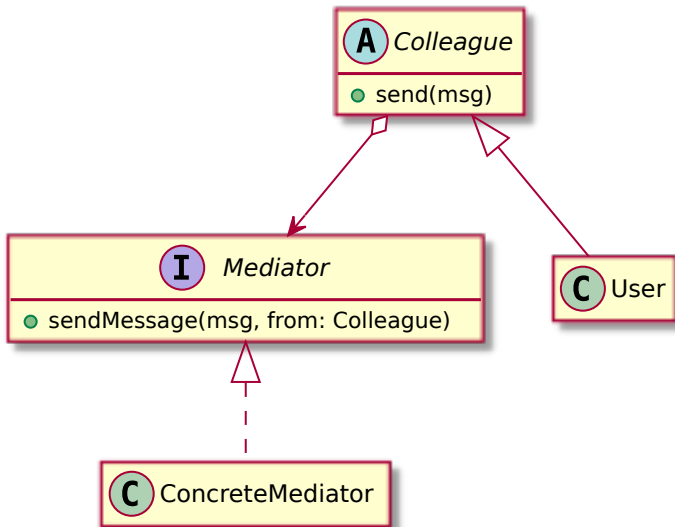 A Colleague
send(msg)
I Mediator
sendMessage(msg, from: Colleague)
C User
C ConcreteMediator